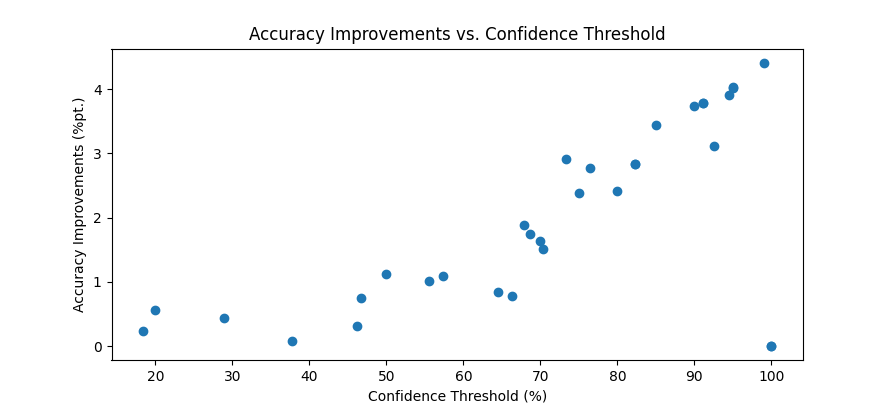 Accuracy Improvements vs. Confidence Threshold
Accuracy Improvements (%pt.)
4
3
2
1
0
20 30 40 50 60 70 80 90 100
Confidence Threshold (%)